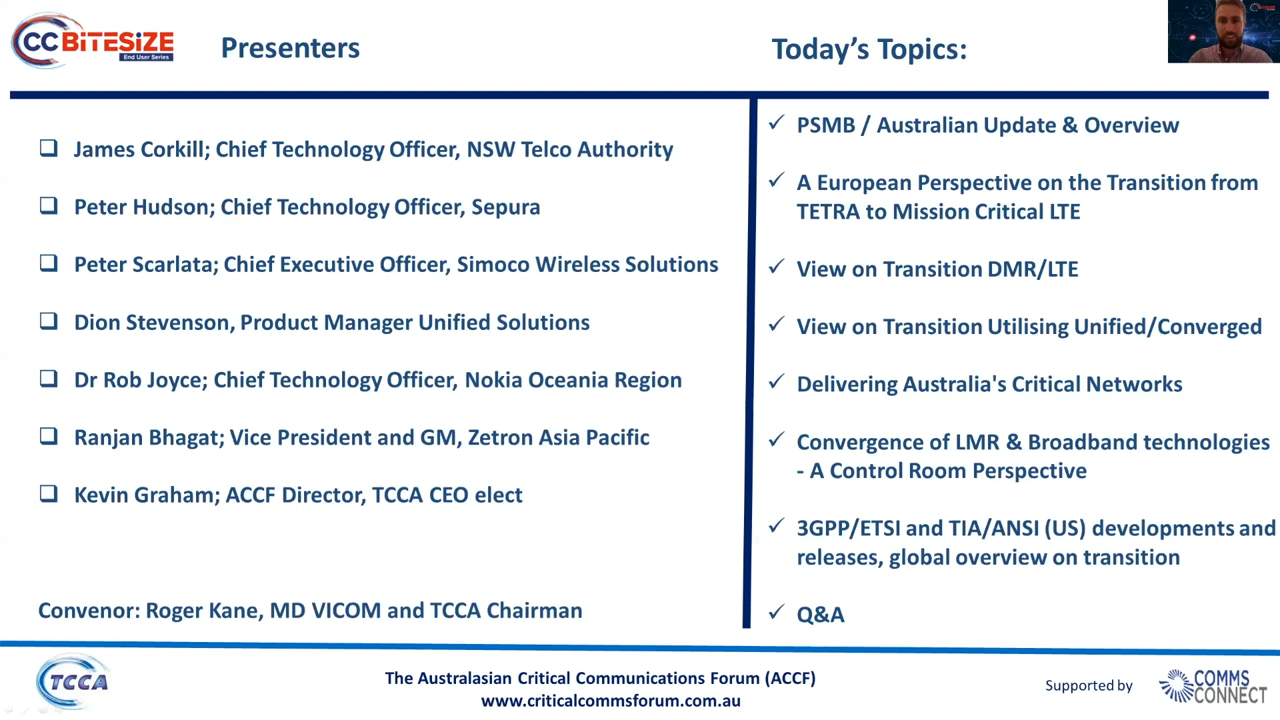 CC BiTESiZE
End User Series
Presenters
Today's Topics:
James Corkill; Chief Technology Officer, NSW Telco Authority
Peter Hudson; Chief Technology Officer, Sepura
Peter Scarlata; Chief Executive Officer, Simoco Wireless Solutions
Dion Stevenson, Product Manager Unified Solutions
Dr Rob Joyce; Chief Technology Officer, Nokia Oceania Region
Ranjan Bhagat; Vice President and GM, Zetron Asia Pacific
Kevin Graham; ACCF Director, TCCA CEO elect
Convenor: Roger Kane, MD VICOM and TCCA Chairman
PSMB / Australian Update & Overview
A European Perspective on the Transition from
TETRA to Mission Critical LTE
View on Transition DMR/LTE
View on Transition Utilising Unified/Converged
Delivering Australia's Critical Networks
Convergence of LMR & Broadband technologies
- A Control Room Perspective
3GPP/ETSI and TIA/ANSI (US) developments and
releases, global overview on transition
Q&A
TCCA
The Australasian Critical Communications Forum (ACCF)
www.criticalcommsforum.com.au
Supported by
COMMS
CONNECT